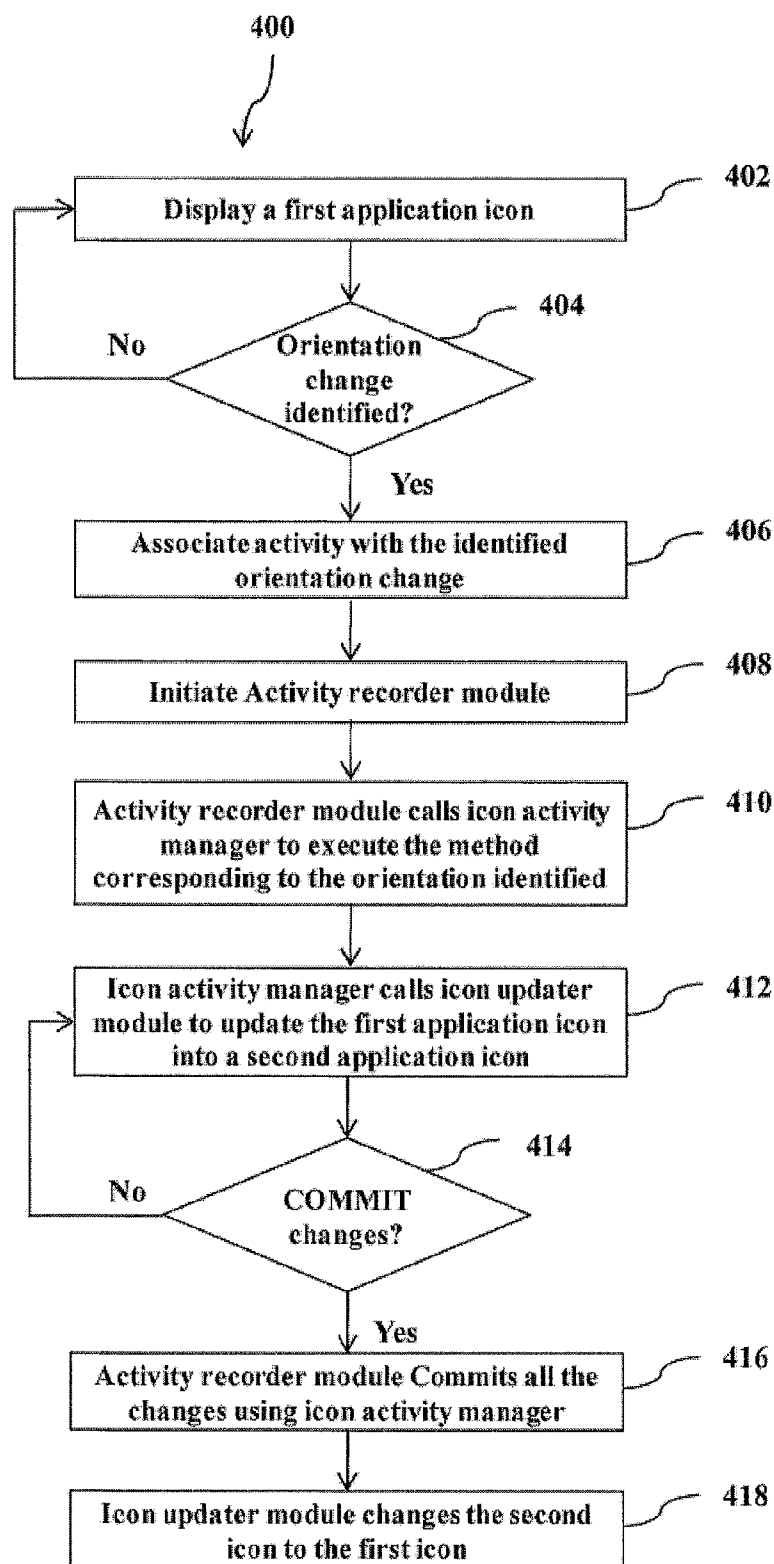 400
402
Display a first application icon
404
No
Orientation
change
identified?
Yes
406
Associate activity with the identified
orientation change
408
Initiate Activity recorder module
410
Activity recorder module calls icon activity
manager to execute the method
corresponding to the orientation identified
412
Icon activity manager calls icon updater
module to update the first application icon
into a second application icon
414
No
COMMIT
changes?
Yes
416
Activity recorder module Commits all the
changes using icon activity manager
418
Icon updater module changes the second
icon to the first icon